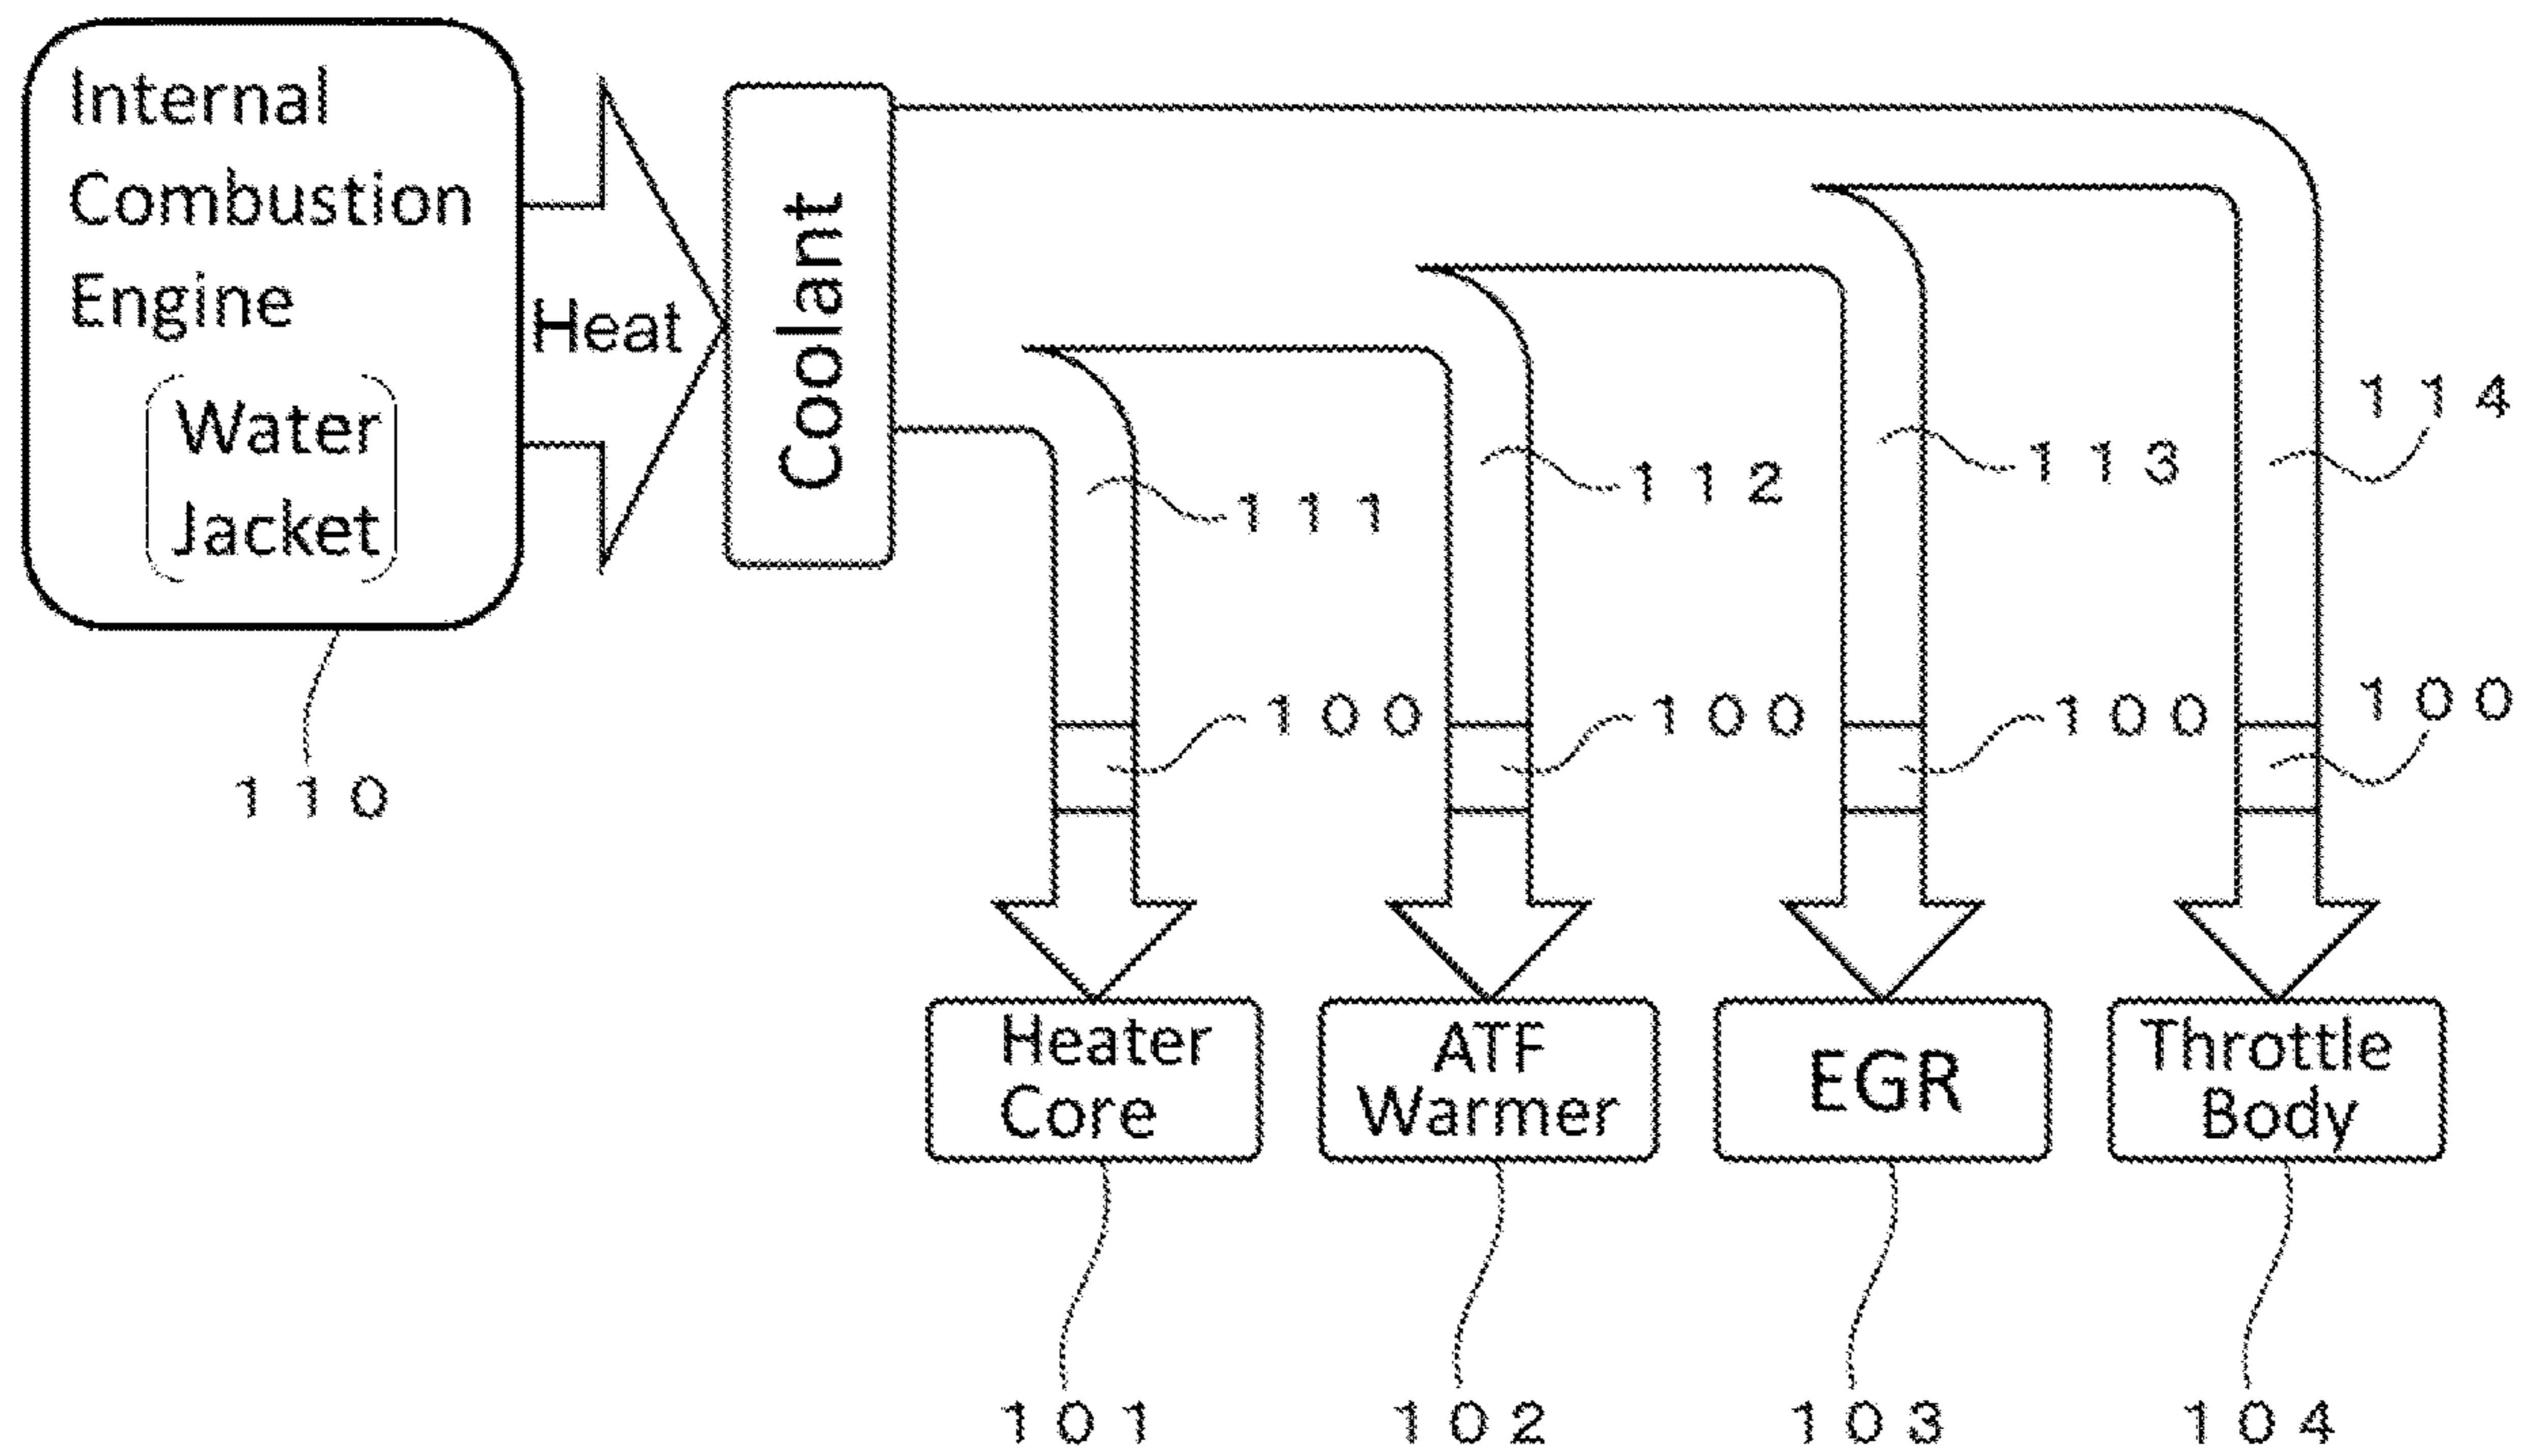 Internal
Combustion
Engine
Water
Jacket
Heat
Coolant
110
111
112
113
114
100
100
100
100
Heater
Core
ATF
Warmer
EGR
Throttle
Body
101
102
103
104